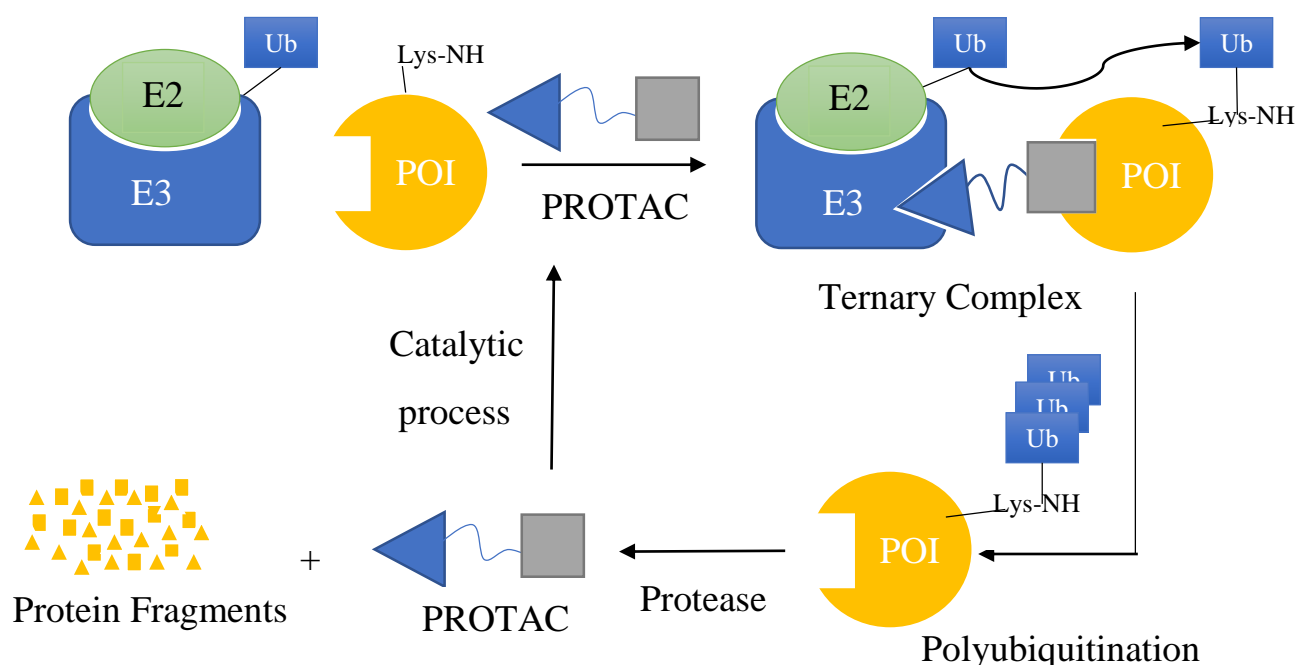 Ub
Lys-NH
E2
E3
POI
PROTAC
Ub
Ub
E2
Lys-NH
E3
POI
Ternary Complex
Catalytic
process
Ub
Ub
Ub
Lys-NH
POI
Protein Fragments
+
PROTAC
Protease
Polyubiquitination